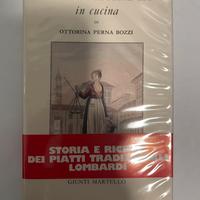 in cucina
DI
OTTORINA PERNA BOZZI
STORIA E RICETTE
DEI PIATTI TRADIZIONALI
LOMBARDI
GIUNTI MARTELLO